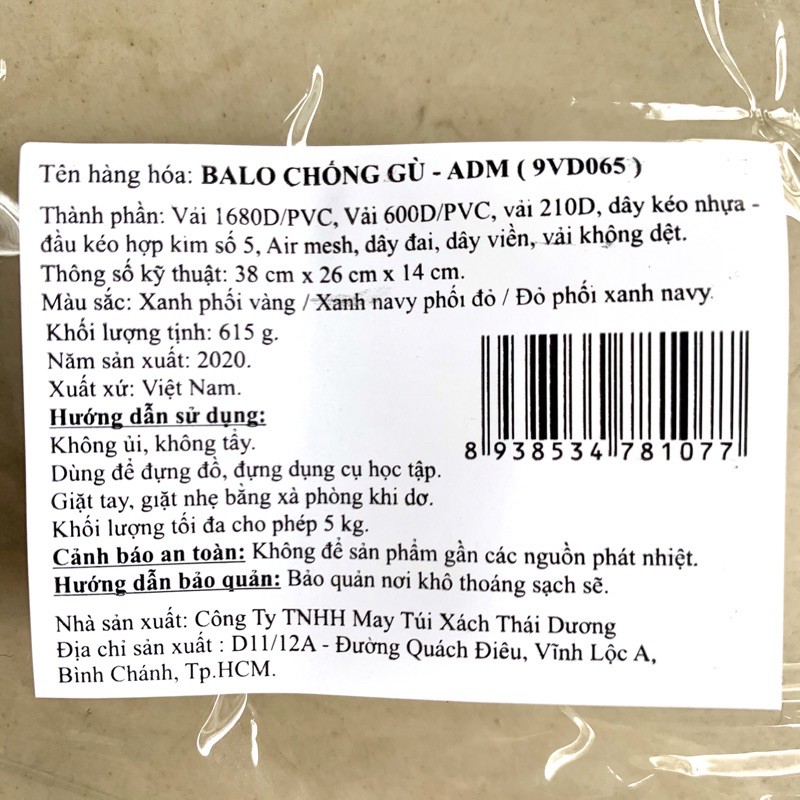 Tên hàng hóa: BALO CHỐNG GÙ - ADM ( 9VD065 )
Thành phần: Vải 1680D/PVC, Vải 600D/PVC, vải 210D, dây kéo nhựa -
đầu kéo hợp kim số 5, Air mesh, dây đai, dây viền, vải không dệt.
Thông số kỹ thuật: 38 cm x 26 cm x 14 cm.
Màu sắc: Xanh phối vàng / Xanh navy phối đỏ / Đỏ phối xanh navy.
Khối lượng tịnh: 615 g.
Năm sản xuất: 2020.
Xuất xứ: Việt Nam.
Hướng dẫn sử dụng:
Không ủi, không tẩy.
Dùng để đựng đồ, đựng dụng cụ học tập.
Giặt tay, giặt nhẹ bằng xà phòng khi dơ.
Khối lượng tối đa cho phép 5 kg.
8 938534 781077
Cảnh báo an toàn: Không để sản phẩm gần các nguồn phát nhiệt.
Hướng dẫn bảo quản: Bảo quản nơi khô thoáng sạch sẽ.
Nhà sản xuất: Công Ty TNHH May Túi Xách Thái Dương
Địa chỉ sản xuất : D11/12A - Đường Quách Điêu, Vĩnh Lộc A,
Bình Chánh, Tp.HCM.